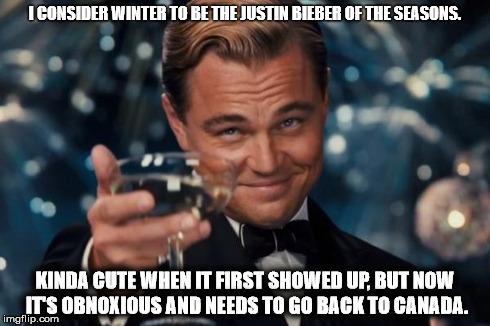 I CONSIDER WINTER TO BE THE JUSTIN BIEBER OF THE SEASONS.
KINDA CUTE WHEN IT FIRST SHOWED UP, BUT NOW
IT'S OBNOXIOUS AND NEEDS TO GO BACK TO CANADA.
imgflip.com